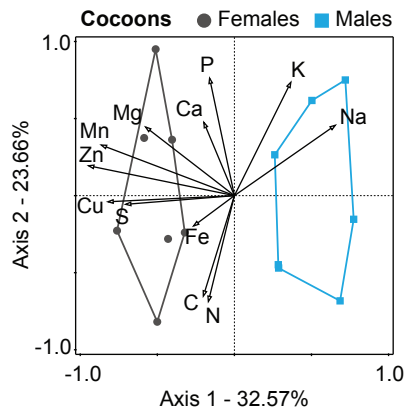 Cocoons Females Males
1.0
P
K
Mg
Ca
Na
Mn
Zn
Cu
S
Fe
C
N
-1.0
-1.0 1.0
Axis 2 - 23.66%
Axis 1 - 32.57%